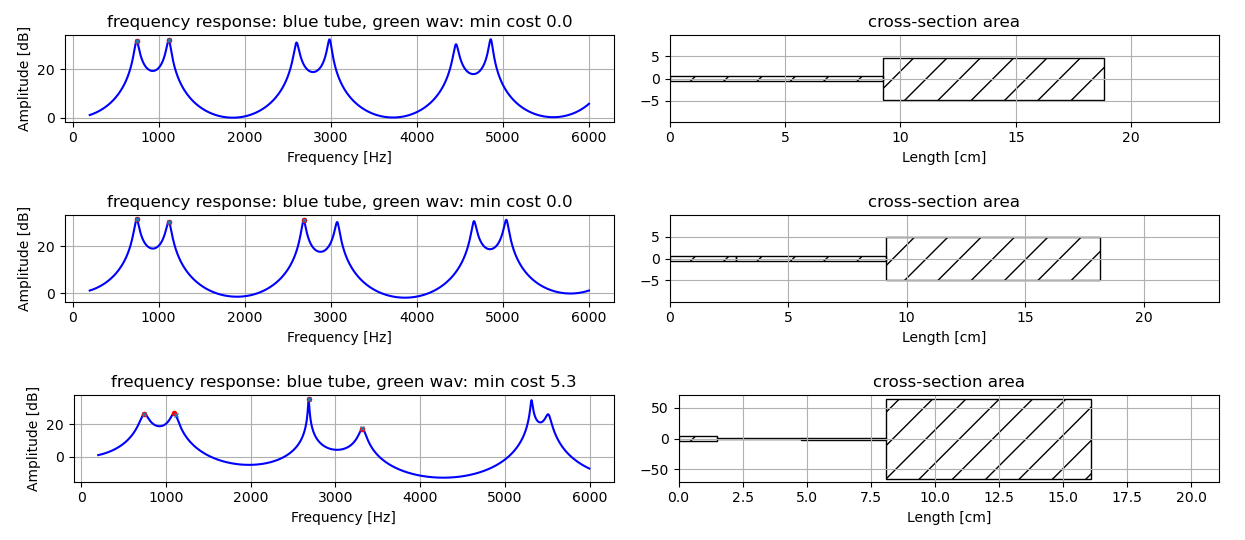 frequency response: blue tube, green wav: min cost 0.0
cross-section area
Amplitude [dB]
20
0
5
0
−5
0 1000 2000 3000 4000 5000 6000
0 5 10 15 20
Frequency [Hz]
Length [cm]
frequency response: blue tube, green wav: min cost 0.0
cross-section area
Amplitude [dB]
20
0
5
0
−5
0 1000 2000 3000 4000 5000 6000
0 5 10 15 20
Frequency [Hz]
Length [cm]
frequency response: blue tube, green wav: min cost 5.3
cross-section area
Amplitude [dB]
20
0
50
0
−50
0 1000 2000 3000 4000 5000 6000
0.0 2.5 5.0 7.5 10.0 12.5 15.0 17.5 20.0
Frequency [Hz]
Length [cm]